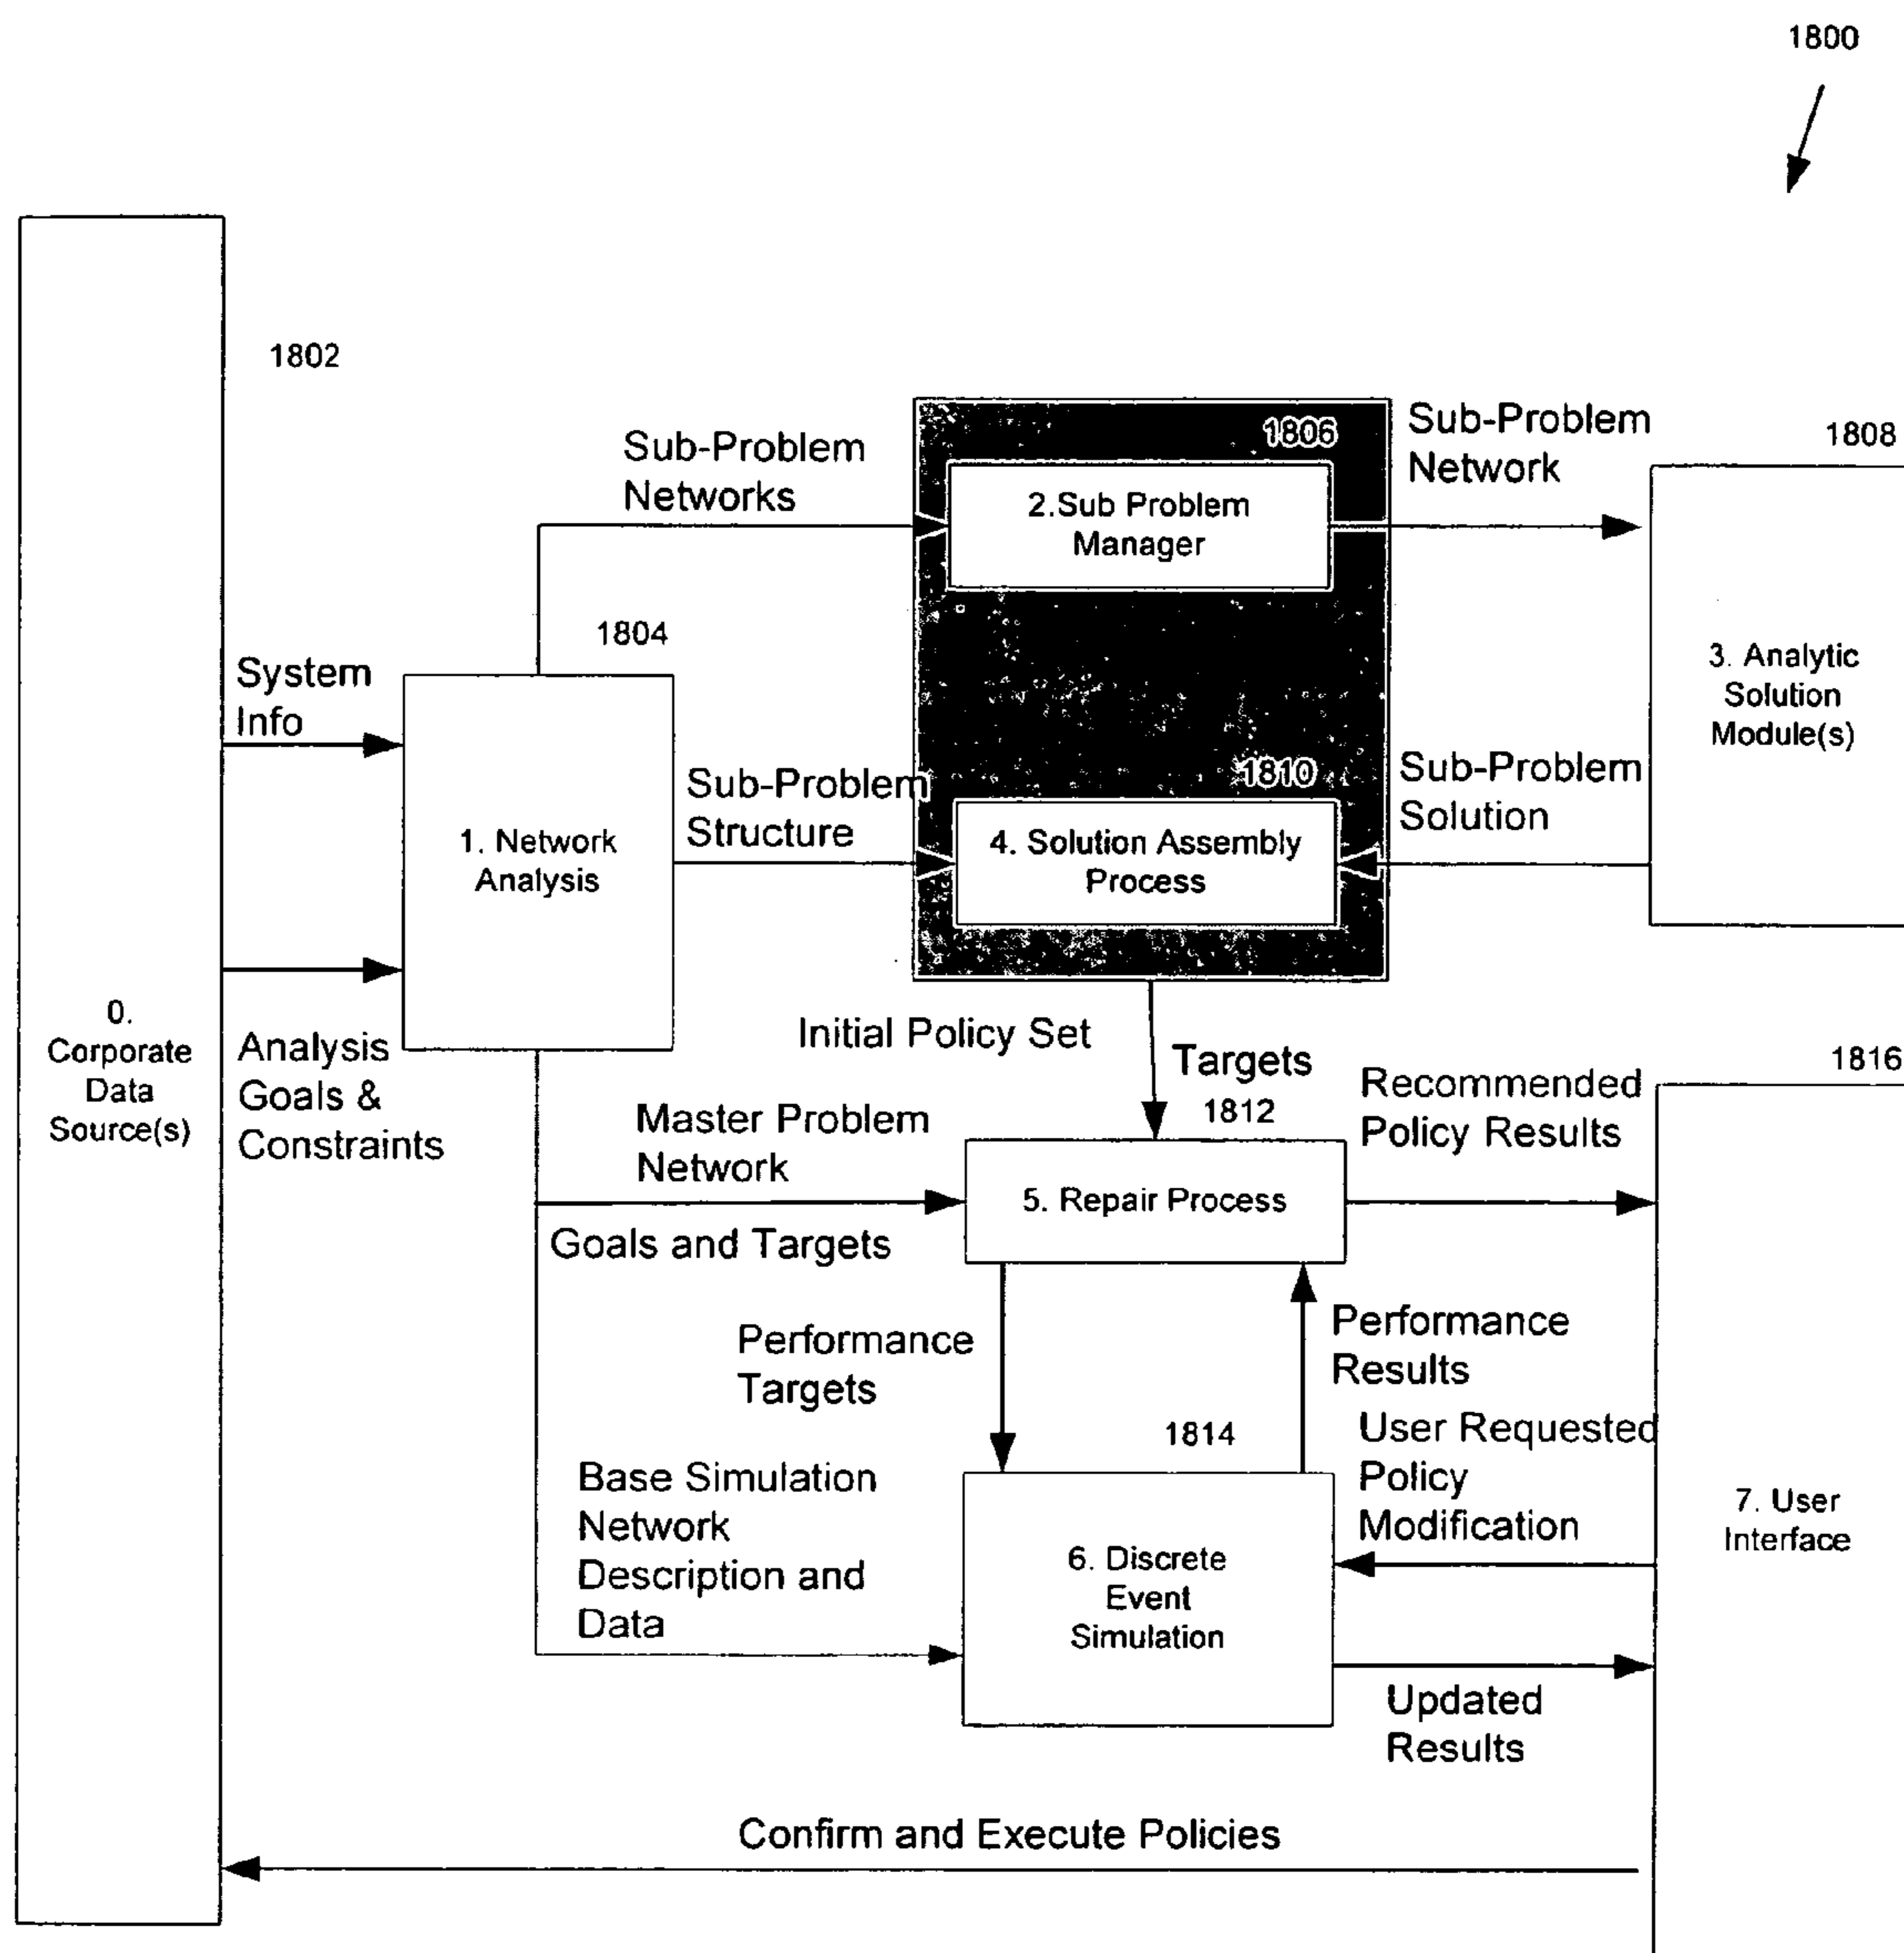 1800
1802
Sub-Problem
Networks
1806
2.Sub Problem
Manager
Sub-Problem
Network
1808
3. Analytic
Solution
Module(s)
1804
System
Info
1. Network
Analysis
Sub-Problem
Structure
1810
4. Solution Assembly
Process
Sub-Problem
Solution
0.
Corporate
Data
Source(s)
Analysis
Goals &
Constraints
Initial Policy Set
Targets
1812
Master Problem
Network
5. Repair Process
Goals and Targets
Recommended
Policy Results
1816
Performance
Targets
Performance
Results
1814
User Requested
Policy
Modification
Base Simulation
Network
Description and
Data
6. Discrete
Event
Simulation
7. User
Interface
Updated
Results
Confirm and Execute Policies